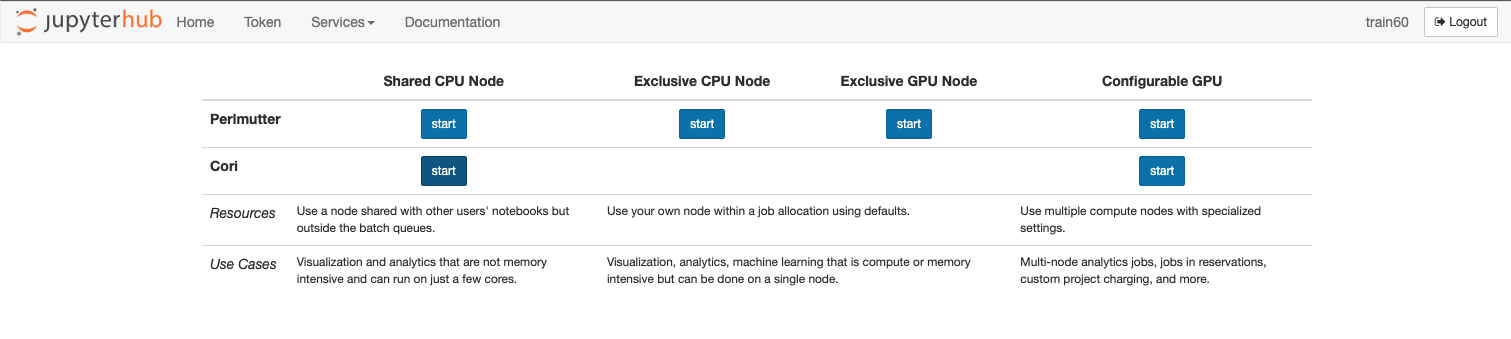 jupyterhub Home Token Services Documentation train60 Logout
Shared CPU Node Exclusive CPU Node Exclusive GPU Node Configurable GPU
Perlmutter start start start start
Cori start start
Resources Use a node shared with other users' notebooks but Use your own node within a job allocation using defaults. Use multiple compute nodes with specialized
outside the batch queues. settings.
Use Cases Visualization and analytics that are not memory Visualization, analytics, machine learning that is compute or memory Multi-node analytics jobs, jobs in reservations,
intensive and can run on just a few cores. intensive but can be done on a single node. custom project charging, and more.